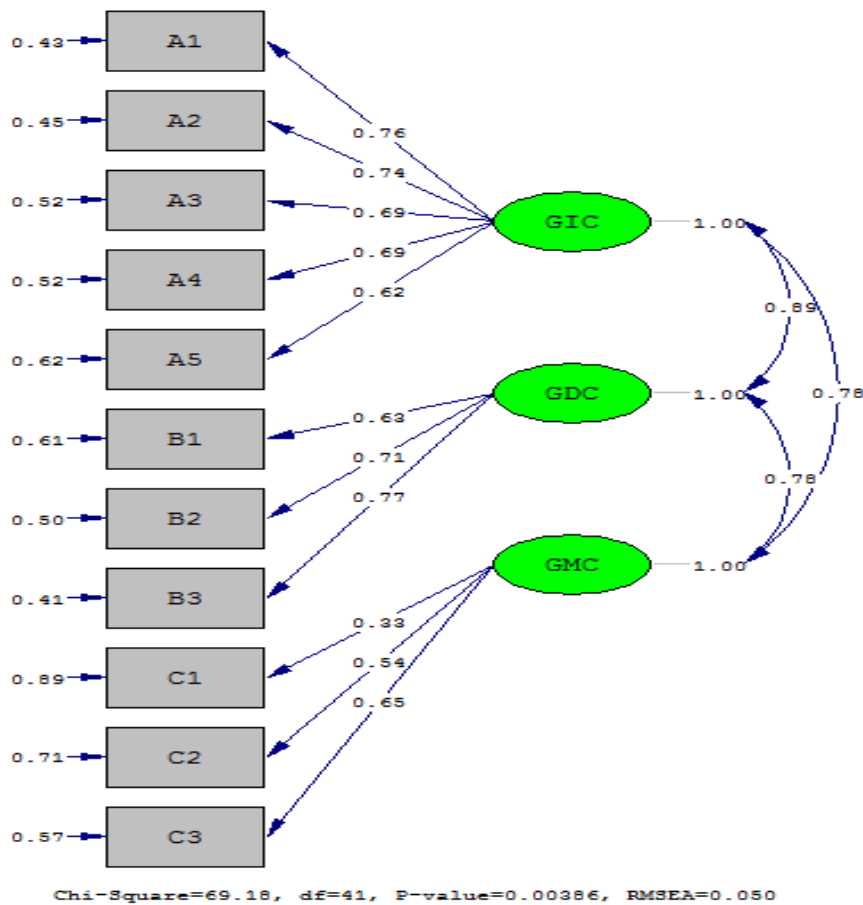 0.43 A1
0.45 A2
0.76
0.74
0.52 A3
0.69
GIC 1.00
0.69
0.52 A4
0.62
0.89
0.62 A5
GDC 1.00 0.78
0.63
0.61 B1
0.71
0.78
0.77
0.50 B2
GMC 1.00
0.41 B3
0.33
0.54
0.89 C1
0.65
0.71 C2
0.57 C3
Chi-Square=69.18, df=41, P-value=0.00386, RMSEA=0.050